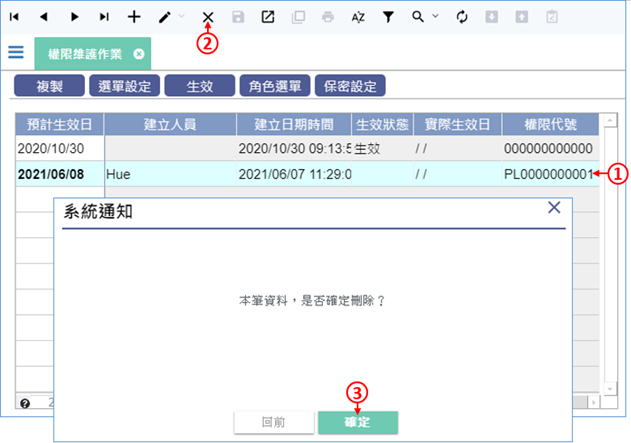 A Z
②
權限維護作業
複製 選單設定 生效 角色選單 保密設定
預計生效日 建立人員 建立日期時間 生效狀態 實際生效日 權限代號
2020/10/30 2020/10/30 09:13:5 生效 / / 000000000000
2021/06/08 Hue 2021/06/07 11:29:0 / / PL0000000001 ①
系統通知
本筆資料，是否確定刪除？
③
回前 確定
? 2